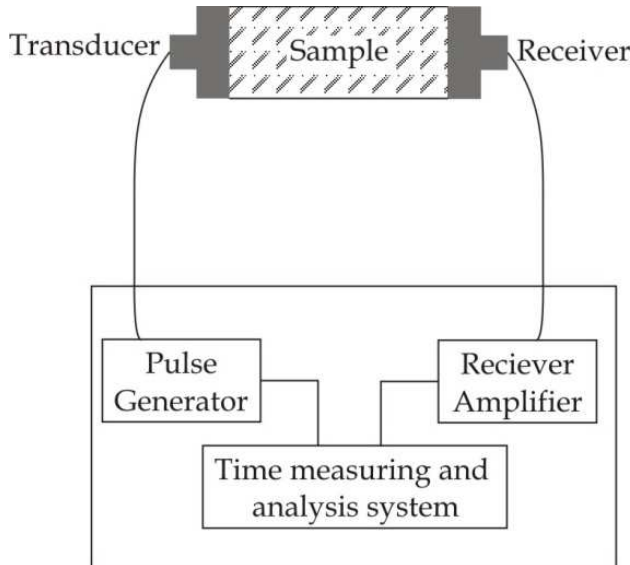 Transducer
Sample
Receiver
Pulse
Generator
Reciever
Amplifier
Time measuring and
analysis system